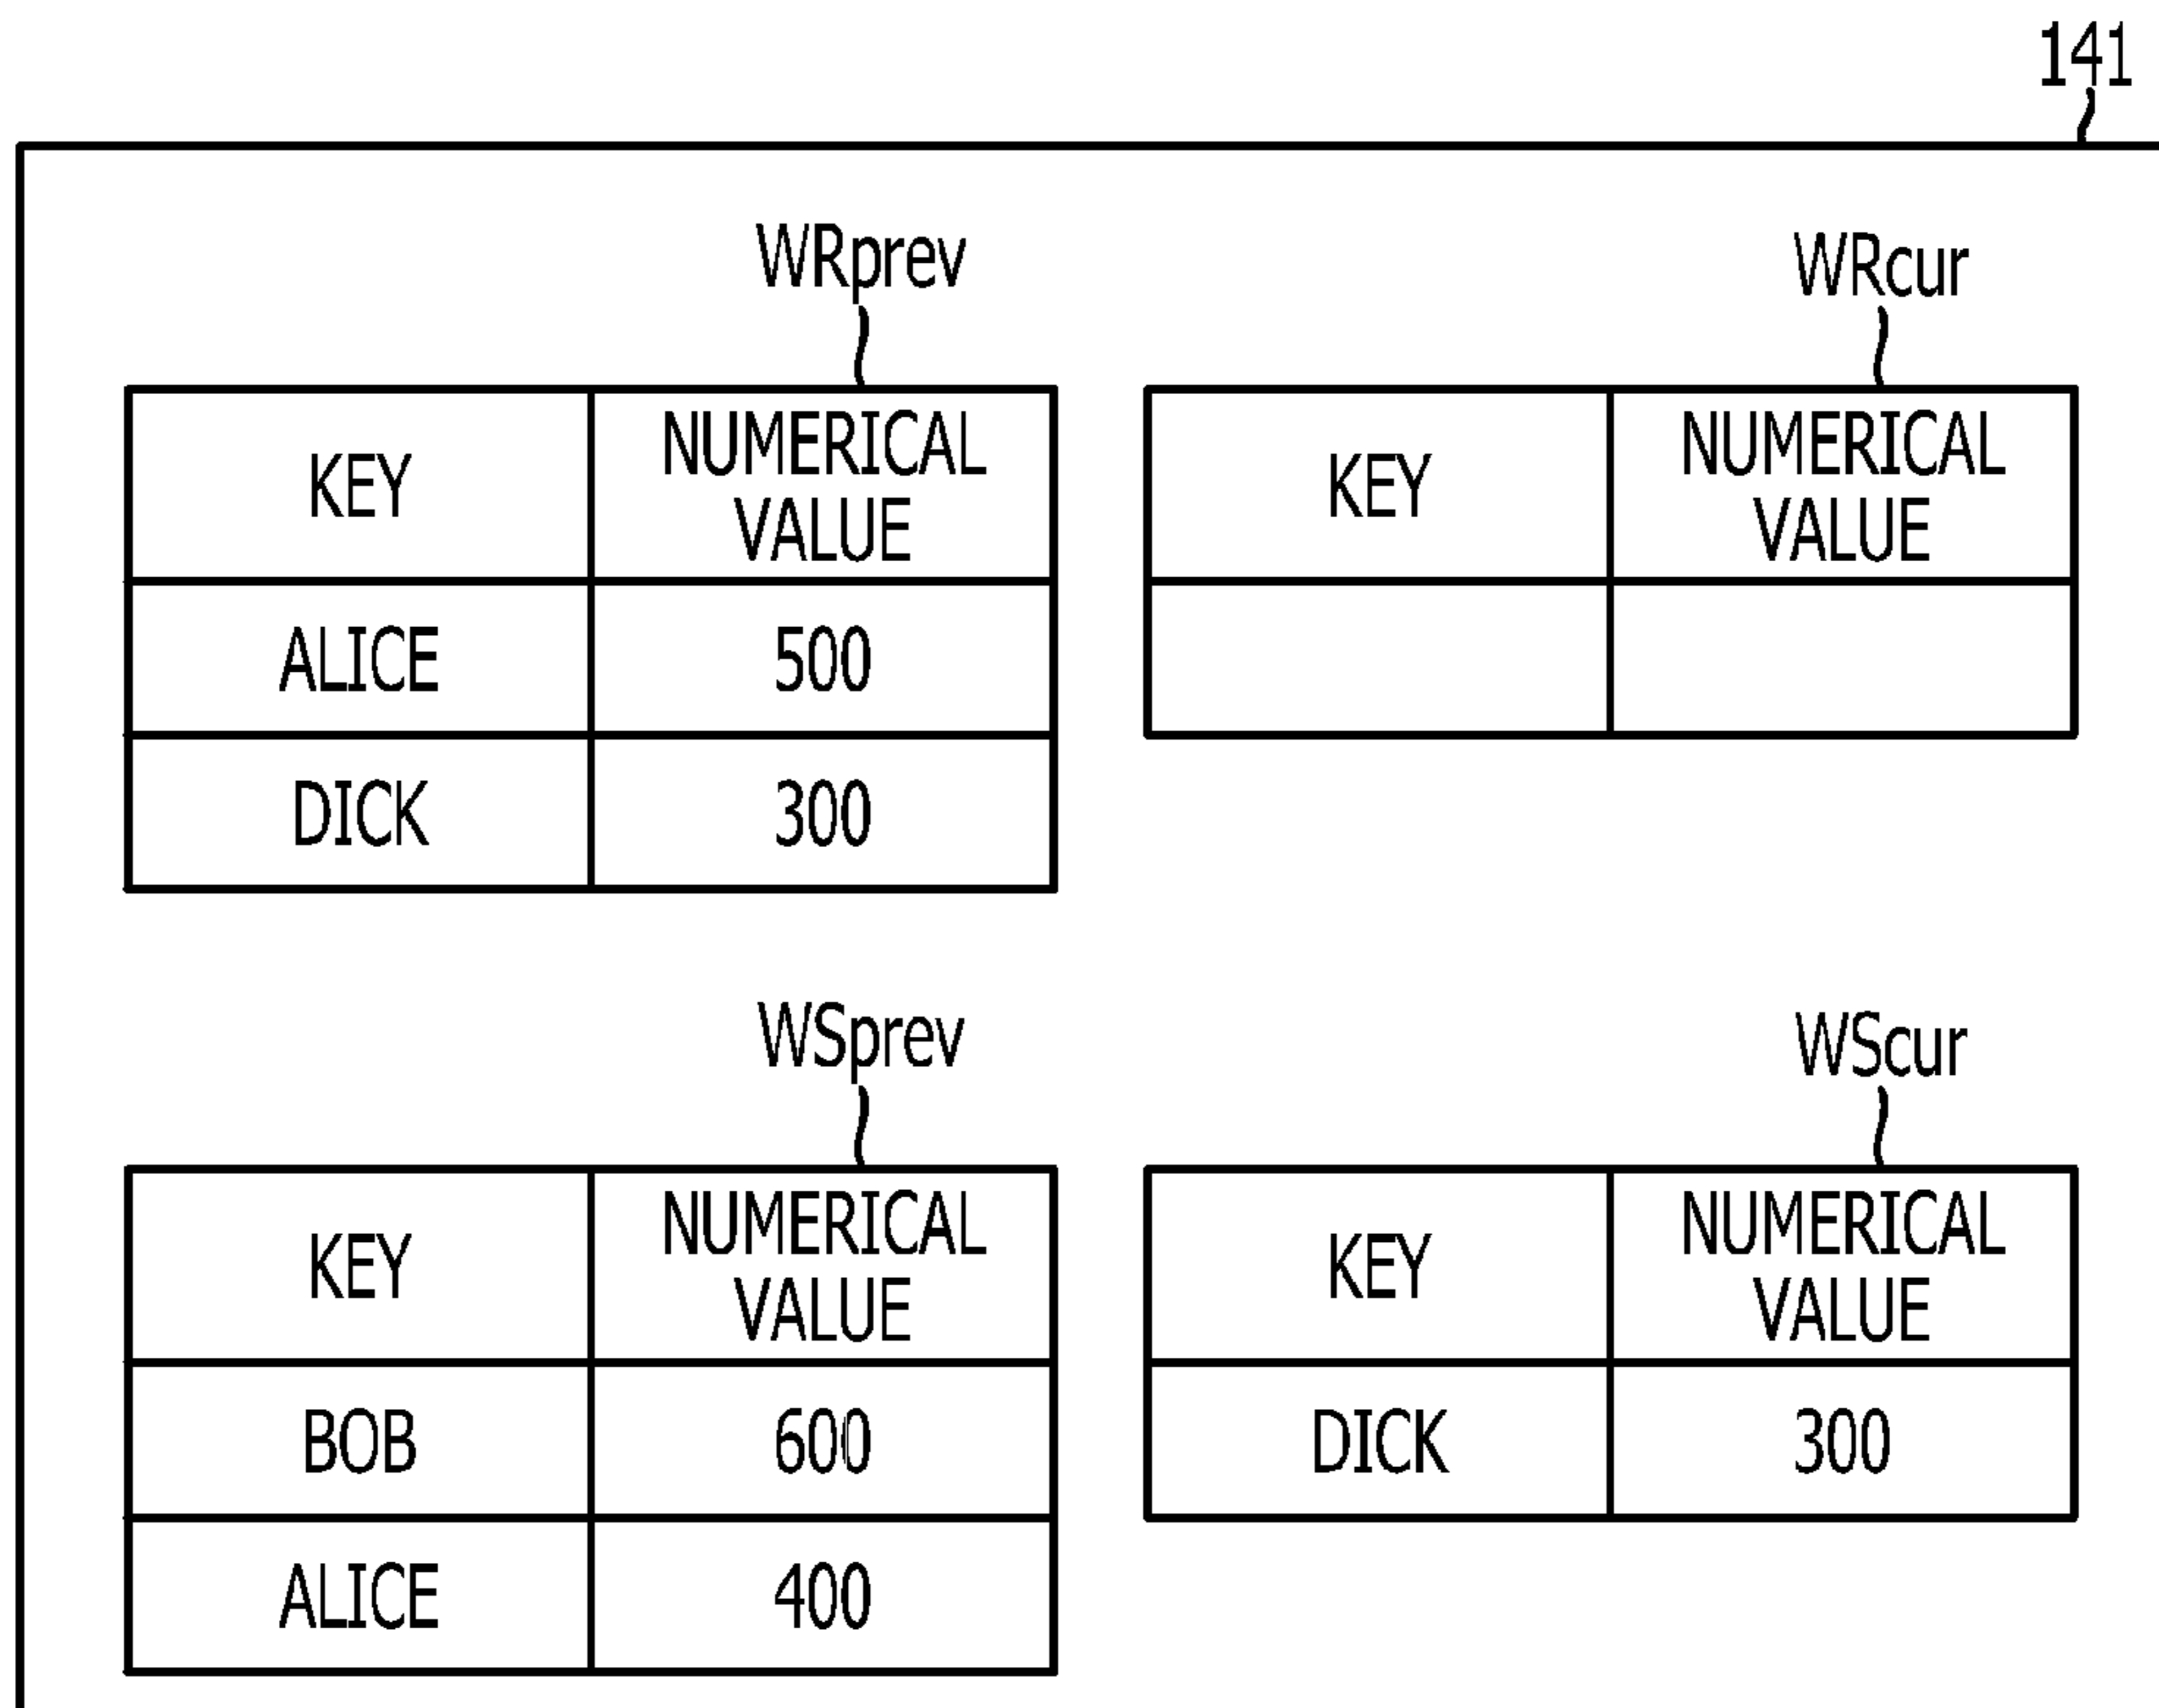 141
WRprev
KEY
NUMERICAL
VALUE
ALICE
500
DICK
300
WRcur
KEY
NUMERICAL
VALUE
WSprev
KEY
NUMERICAL
VALUE
BOB
600
ALICE
400
WScur
KEY
NUMERICAL
VALUE
DICK
300